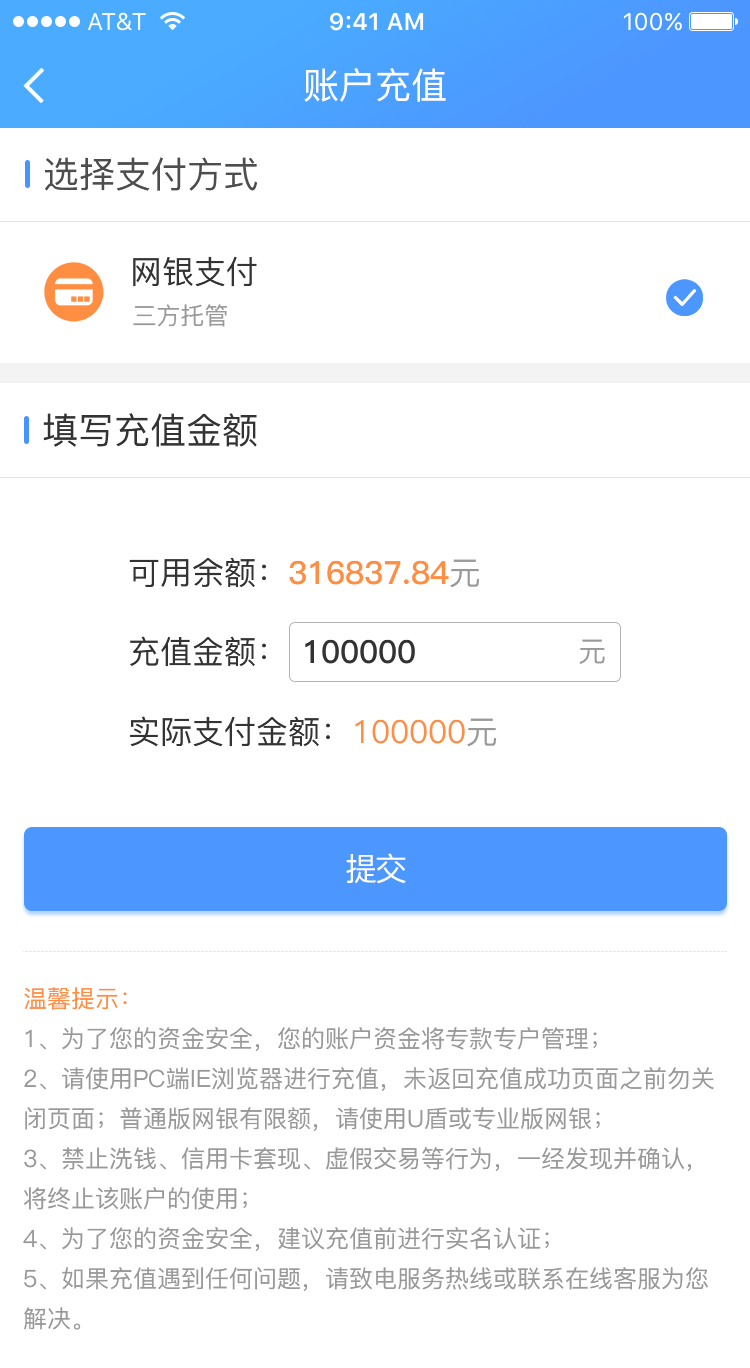 AT&T 9:41 AM 100%
账户充值
选择支付方式
网银支付
三方托管
填写充值金额
可用余额：316837.84元
充值金额：100000 元
实际支付金额：100000元
提交
温馨提示：
1、为了您的资金安全，您的账户资金将专款专户管理；
2、请使用PC端IE浏览器进行充值，未返回充值成功页面之前勿关
闭页面；普通版网银有限额，请使用U盾或专业版网银；
3、禁止洗钱、信用卡套现、虚假交易等行为，一经发现并确认，
将终止该账户的使用；
4、为了您的资金安全，建议充值前进行实名认证；
5、如果充值遇到任何问题，请致电服务热线或联系在线客服为您
解决。